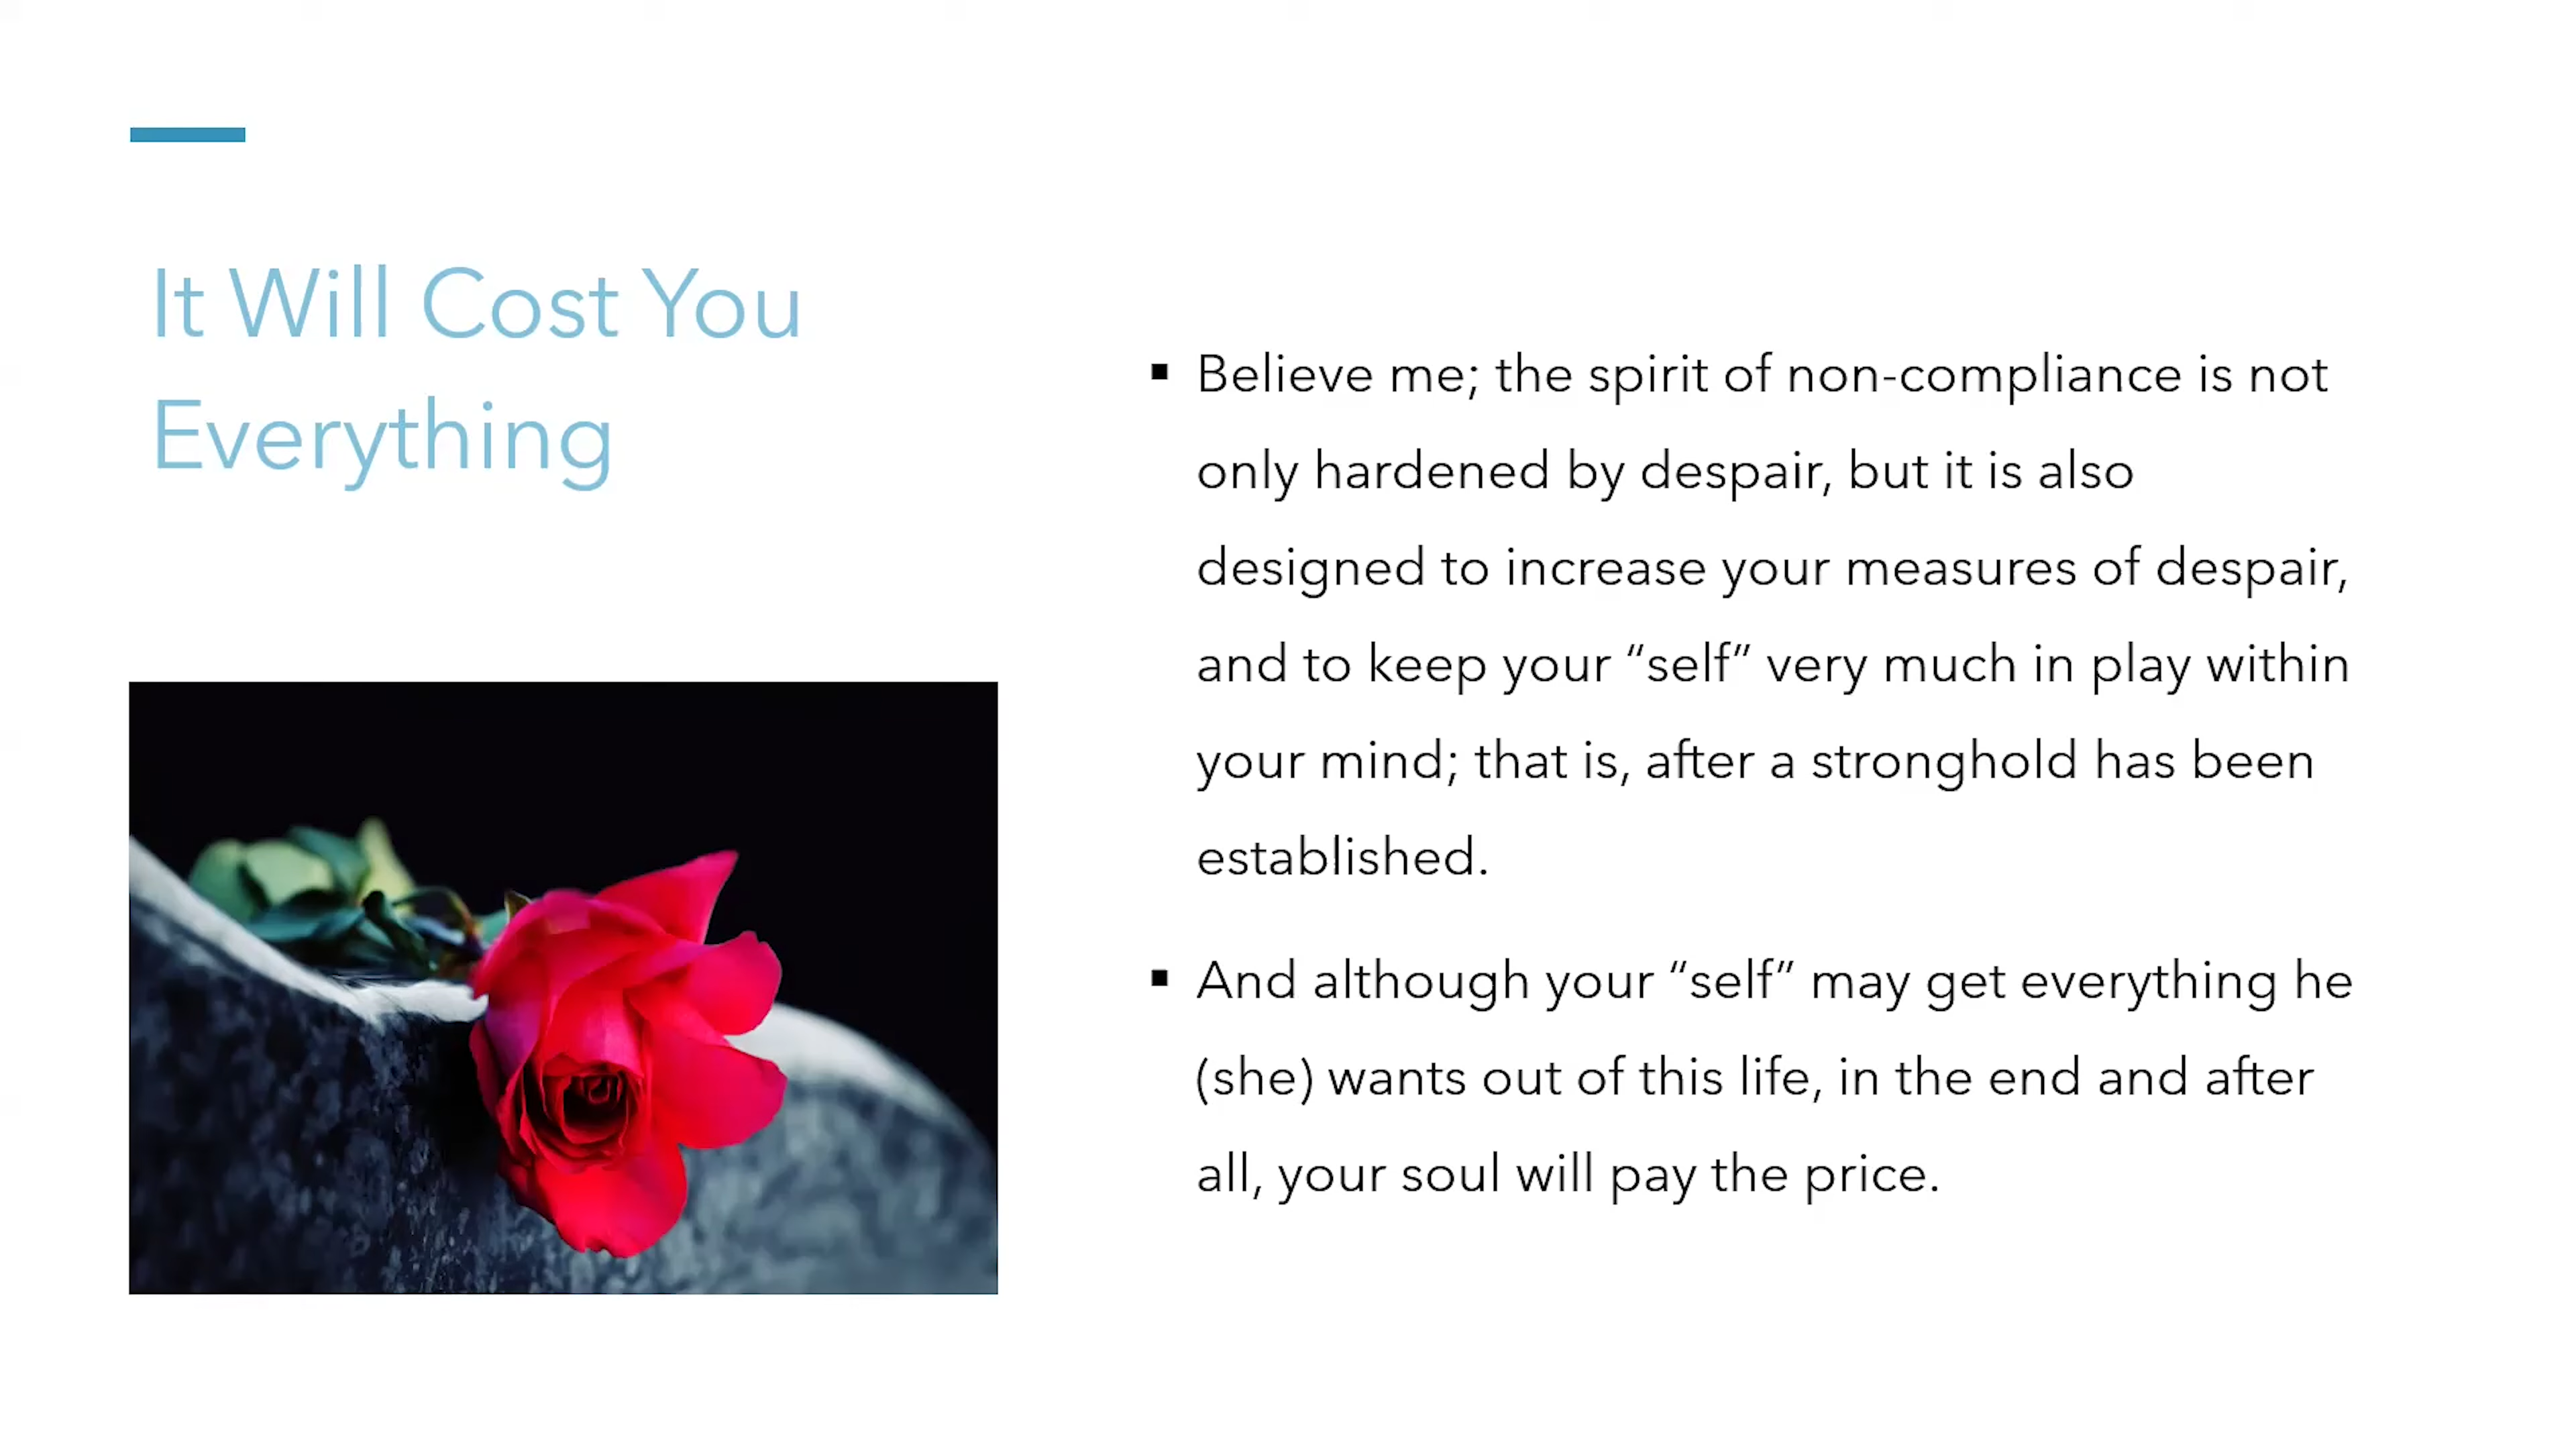 It Will Cost You
Everything
▪ Believe me; the spirit of non-compliance is not
only hardened by despair, but it is also
designed to increase your measures of despair,
and to keep your “self” very much in play within
your mind; that is, after a stronghold has been
established.
▪ And although your “self” may get everything he
(she) wants out of this life, in the end and after
all, your soul will pay the price.